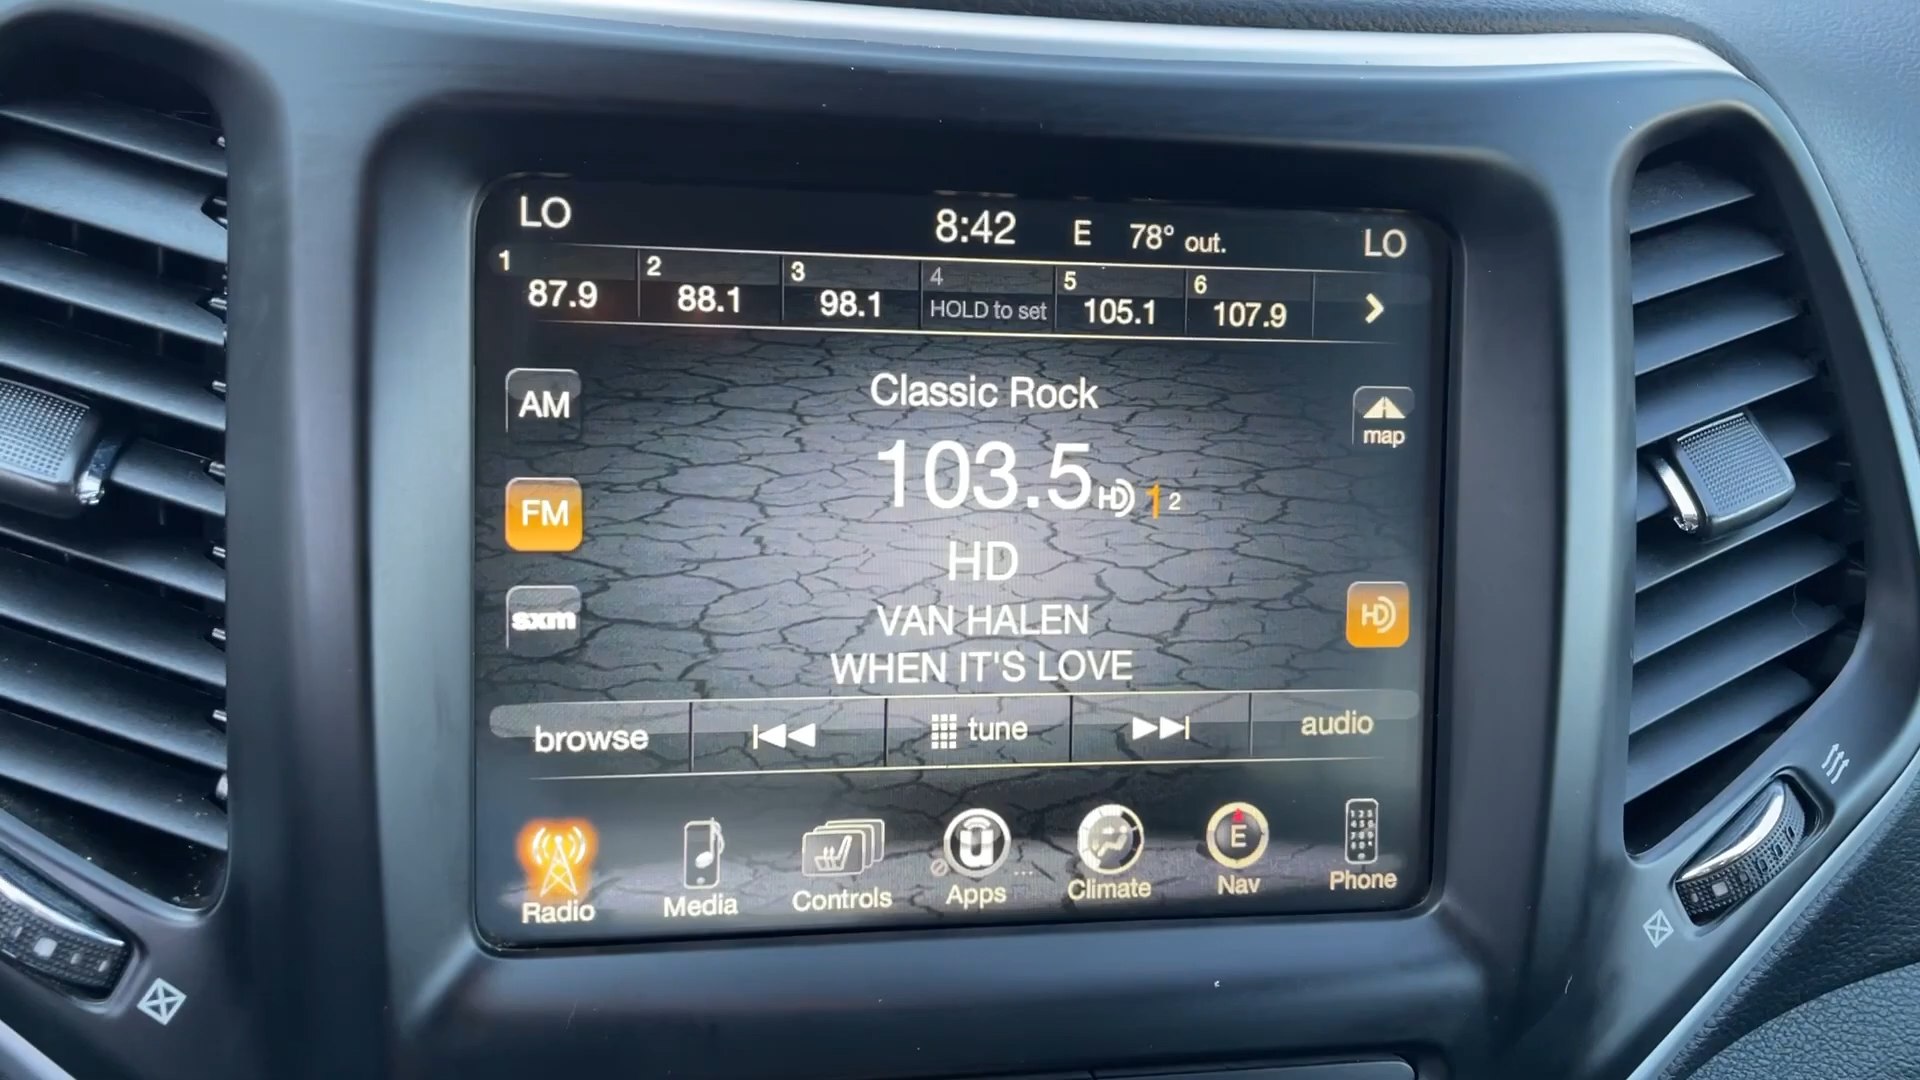 LO 8:42 E 78° out. LO
1 2 3 4 5 6
87.9 88.1 98.1 HOLD to set 105.1 107.9
AM Classic Rock map
103.5 HD 1 2
FM
HD
sxm VAN HALEN HD
WHEN IT'S LOVE
browse tune audio
E
Radio Media Controls Apps Climate Nav Phone